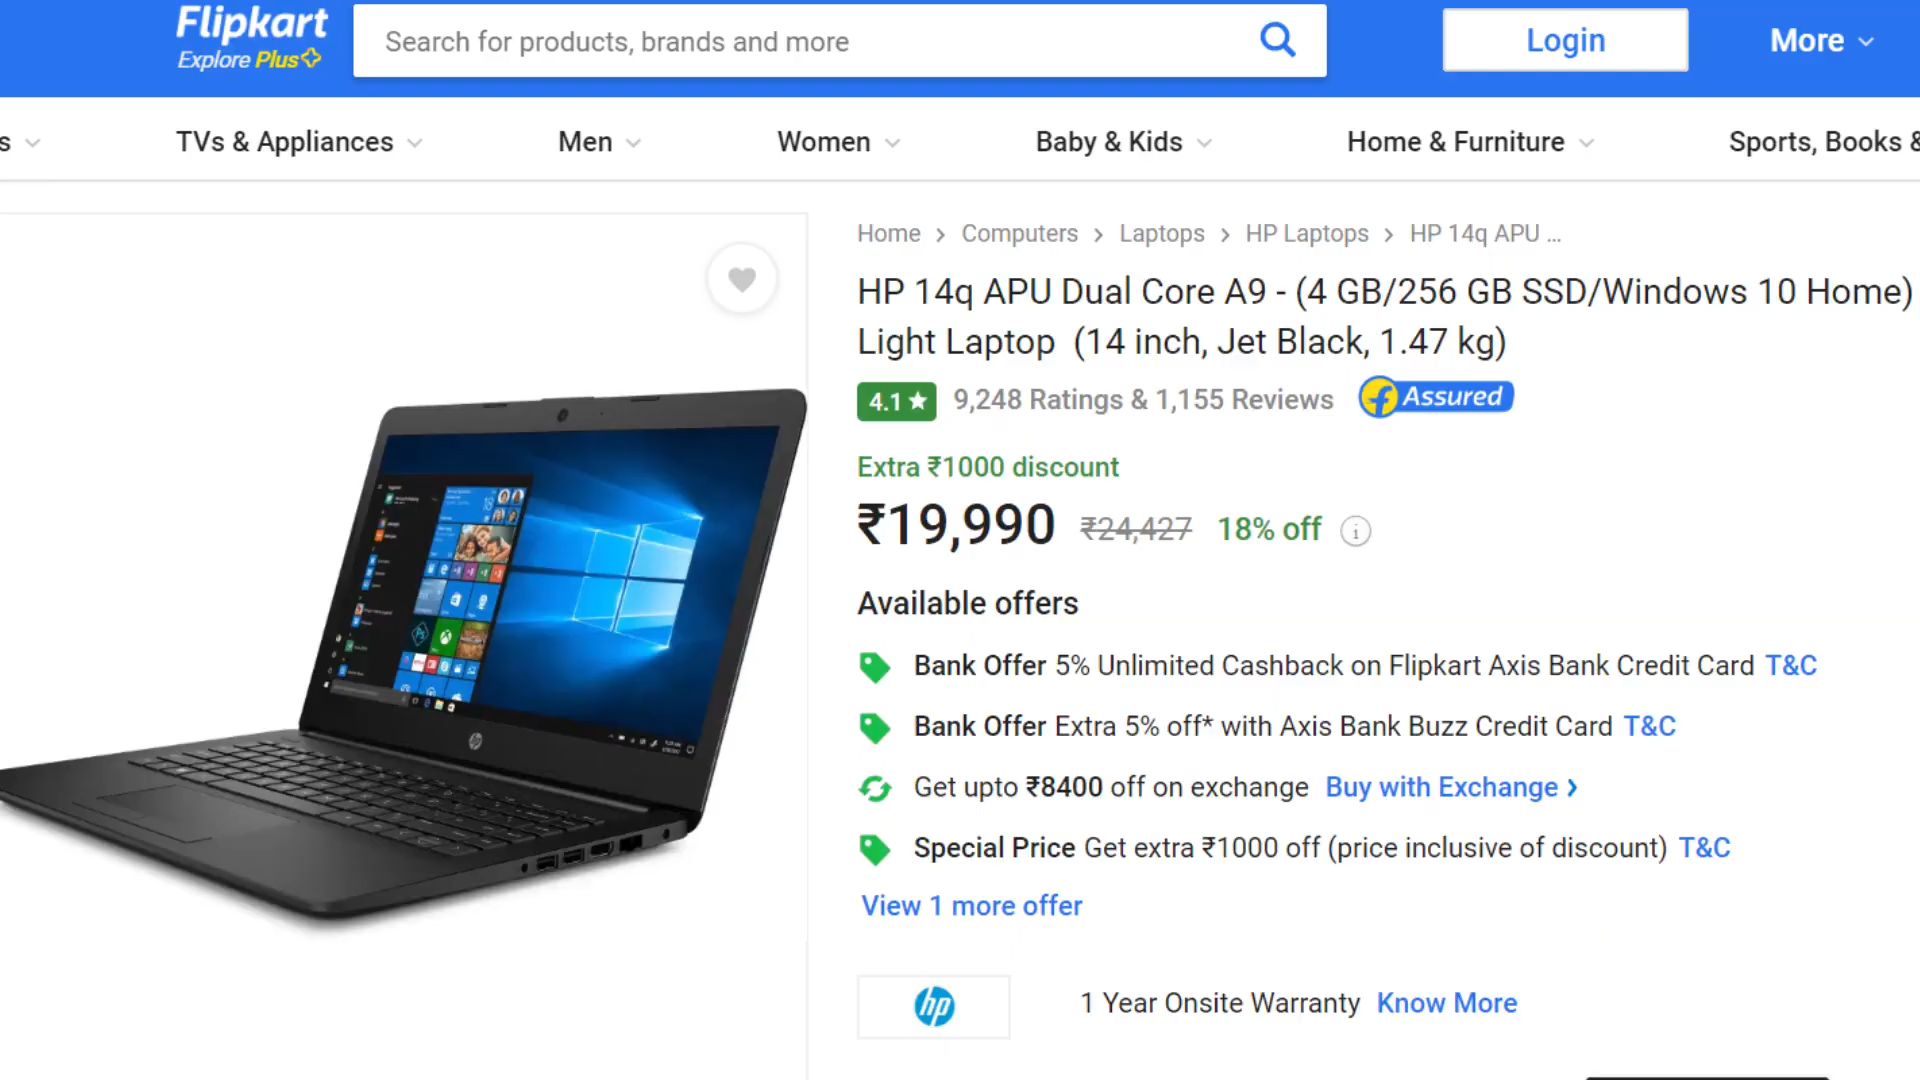 Flipkart
Explore Plus
Search for products, brands and more
Login
More
s
TVs & Appliances
Men
Women
Baby & Kids
Home & Furniture
Sports, Books &
Home > Computers > Laptops > HP Laptops > HP 14q APU ...
HP 14q APU Dual Core A9 - (4 GB/256 GB SSD/Windows 10 Home)
Light Laptop (14 inch, Jet Black, 1.47 kg)
4.1★ 9,248 Ratings & 1,155 Reviews
f Assured
Extra ₹1000 discount
₹19,990 ₹24,427 18% off i
Available offers
Bank Offer 5% Unlimited Cashback on Flipkart Axis Bank Credit Card T&C
Bank Offer Extra 5% off* with Axis Bank Buzz Credit Card T&C
Get upto ₹8400 off on exchange Buy with Exchange ›
Special Price Get extra ₹1000 off (price inclusive of discount) T&C
View 1 more offer
hp
1 Year Onsite Warranty Know More
hp